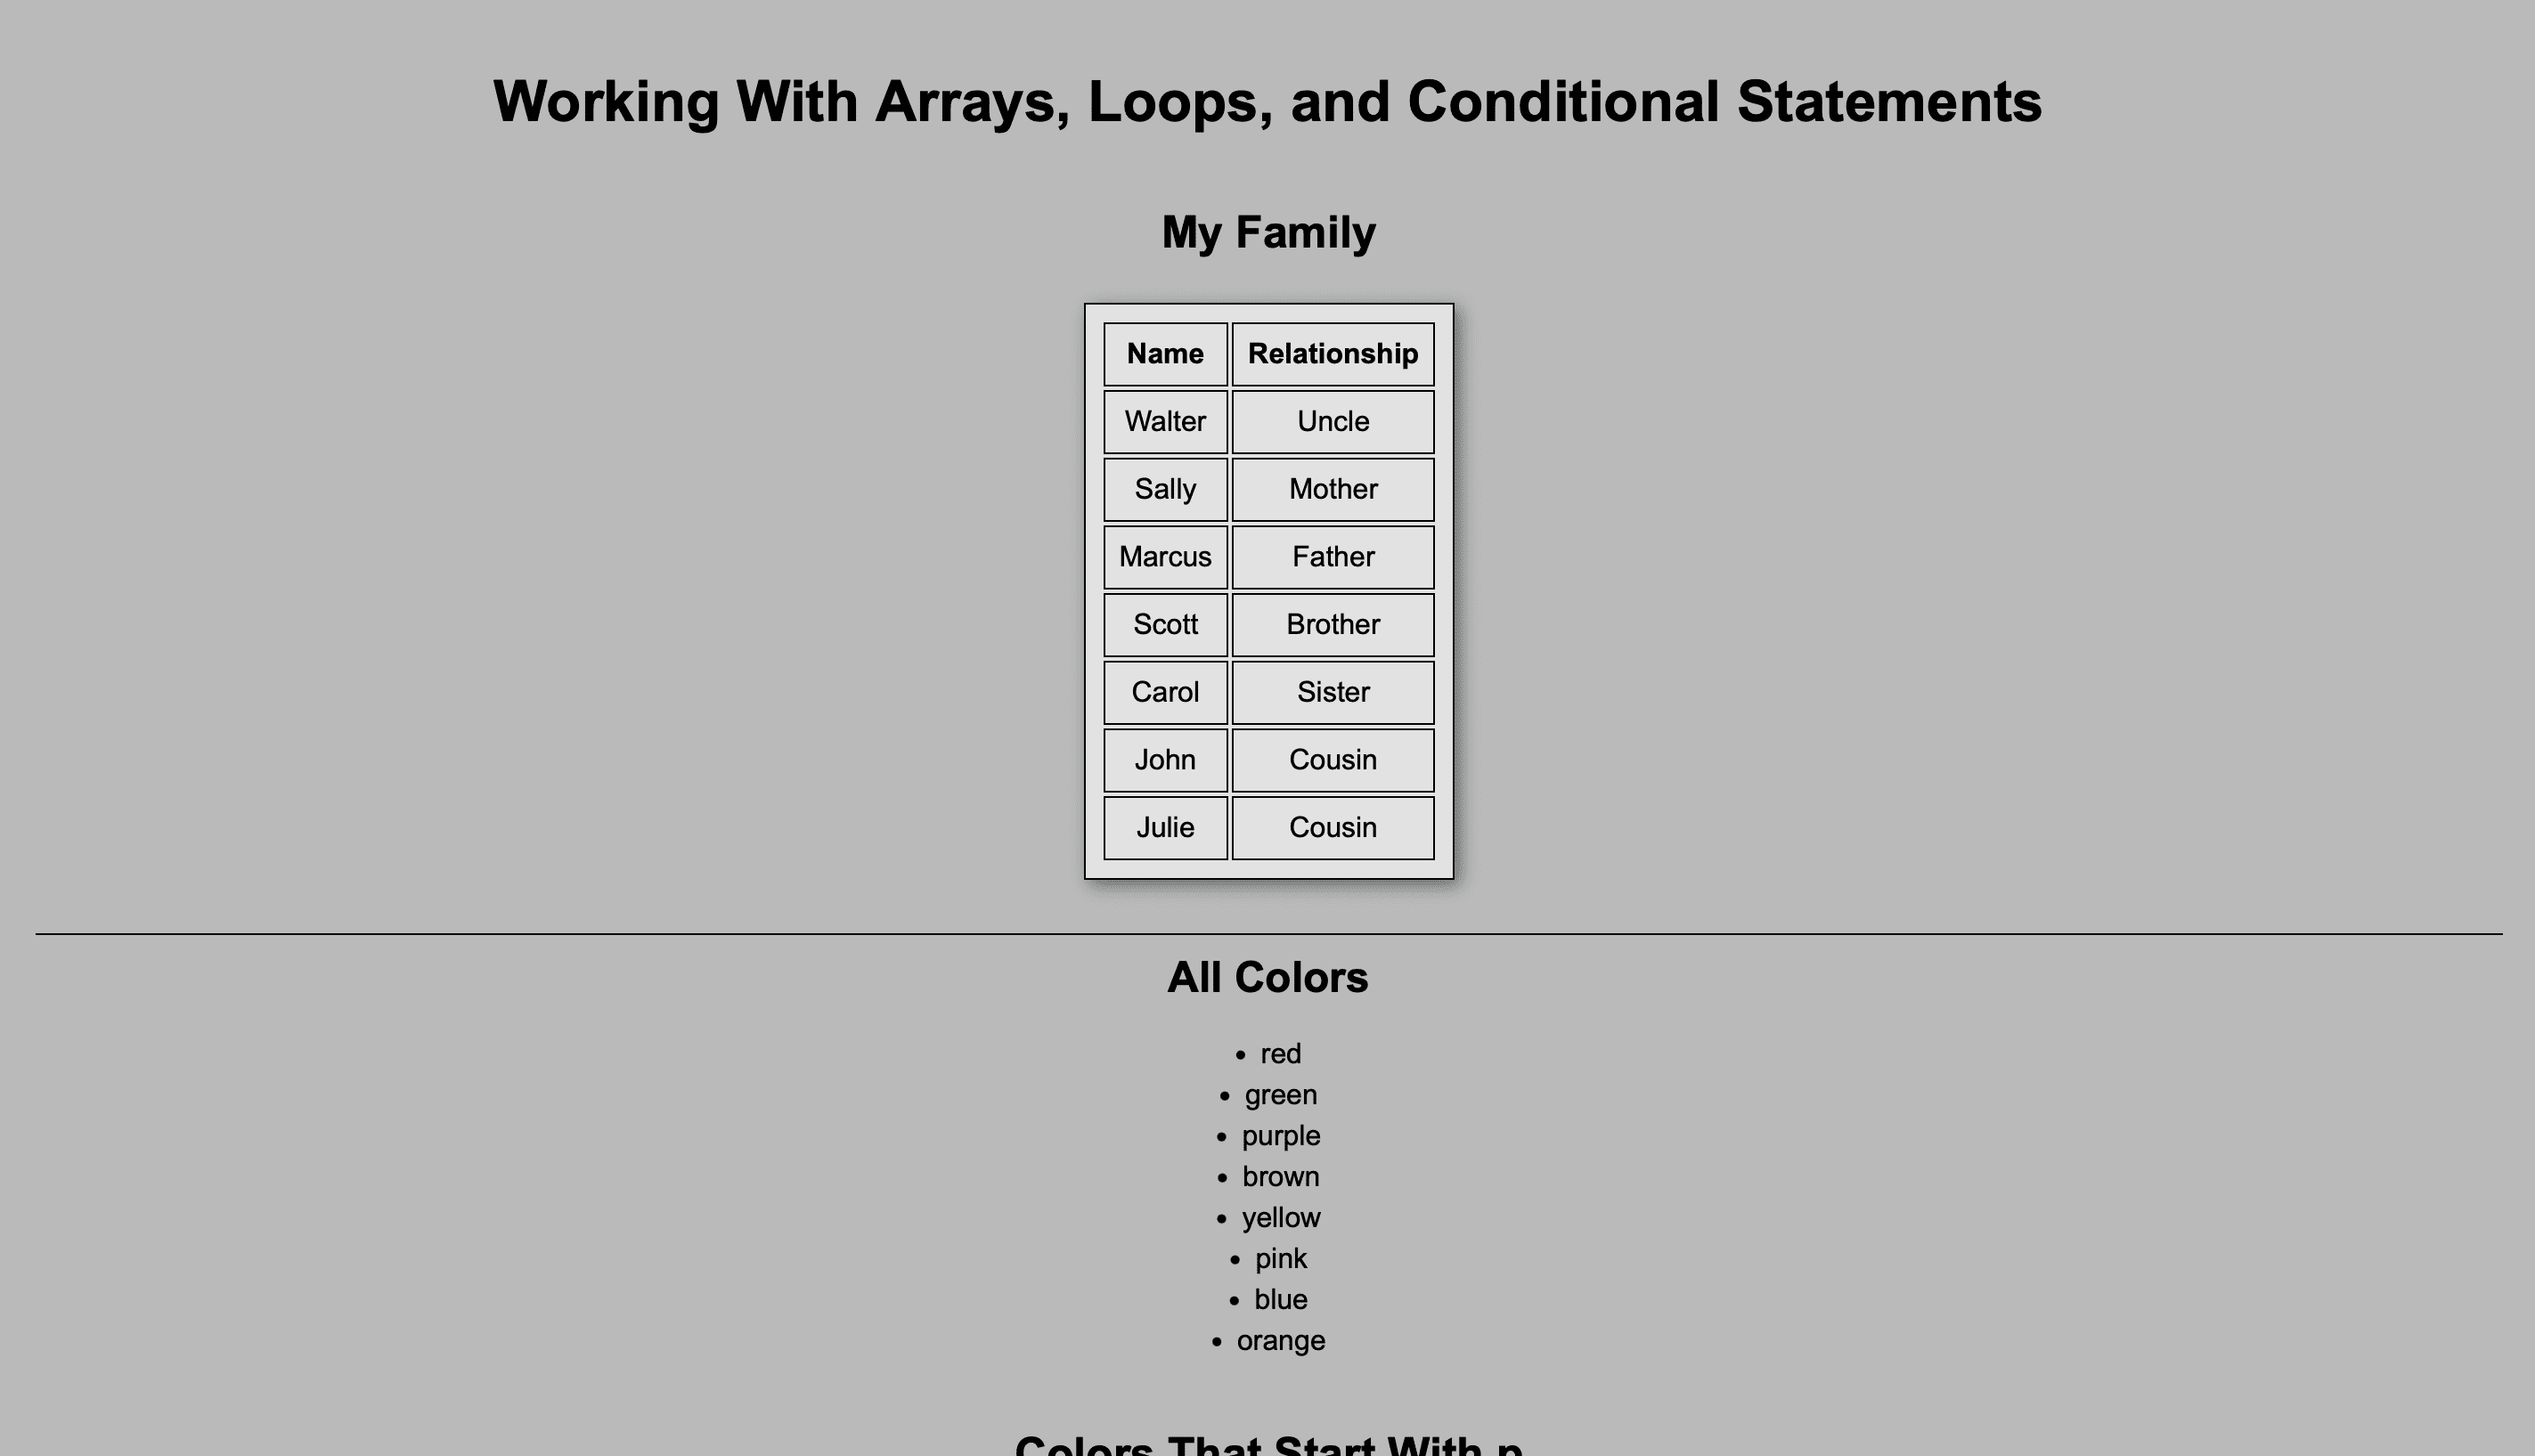 Working With Arrays, Loops, and Conditional Statements
My Family
Name Relationship
Walter Uncle
Sally Mother
Marcus Father
Scott Brother
Carol Sister
John Cousin
Julie Cousin
All Colors
• red
• green
• purple
• brown
• yellow
• pink
• blue
• orange
Colors That Start With p